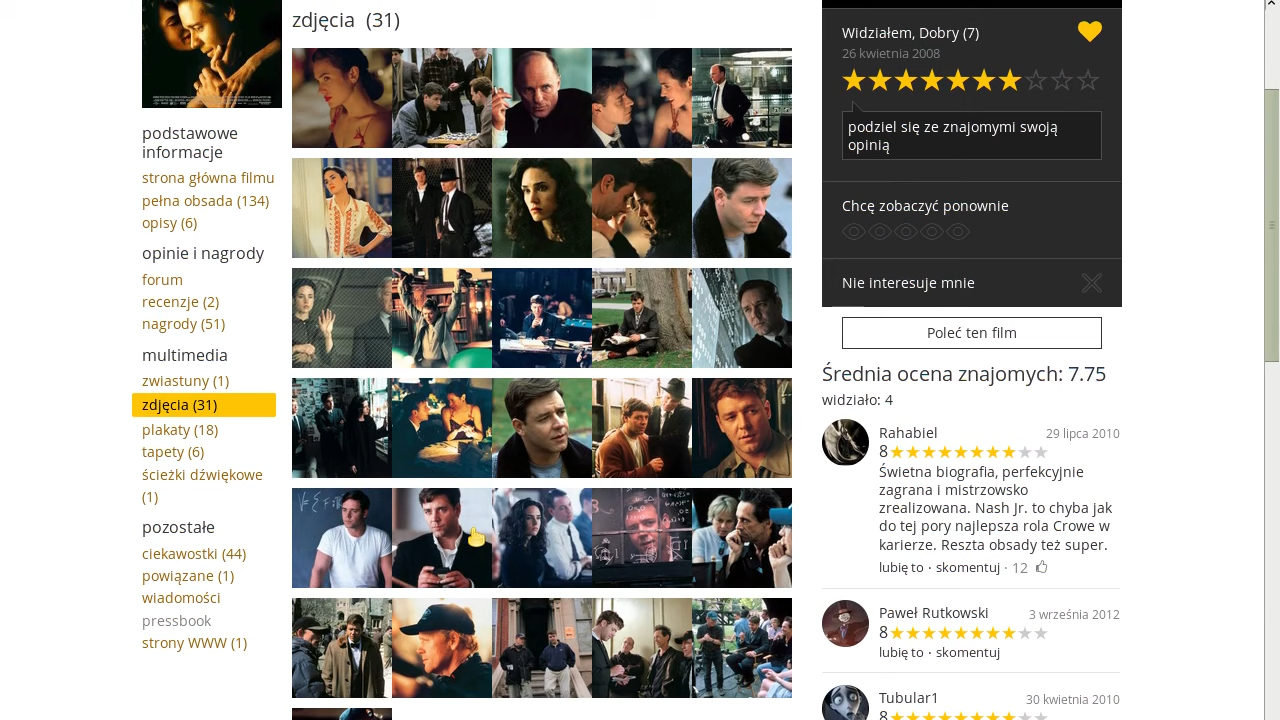 podstawowe
informacje
strona główna filmu
pełna obsada (134)
opisy (6)
opinie i nagrody
forum
recenzje (2)
nagrody (51)
multimedia
zwiastuny (1)
zdjęcia (31)
plakaty (18)
tapety (6)
ścieżki dźwiękowe
(1)
pozostałe
ciekawostki (44)
powiązane (1)
wiadomości
pressbook
strony WWW (1)
zdjęcia (31)
Widziałem, Dobry (7)
26 kwietnia 2008
podziel się ze znajomymi swoją
opinią
Chcę zobaczyć ponownie
Nie interesuje mnie
Poleć ten film
Średnia ocena znajomych: 7.75
widziało: 4
Rahabiel 29 lipca 2010
8
Świetna biografia, perfekcyjnie
zagrana i mistrzowsko
zrealizowana. Nash Jr. to chyba jak
do tej pory najlepsza rola Crowe w
karierze. Reszta obsady też super.
lubię to · skomentuj · 12
Paweł Rutkowski 3 września 2012
8
lubię to · skomentuj
Tubular1 30 kwietnia 2010
8